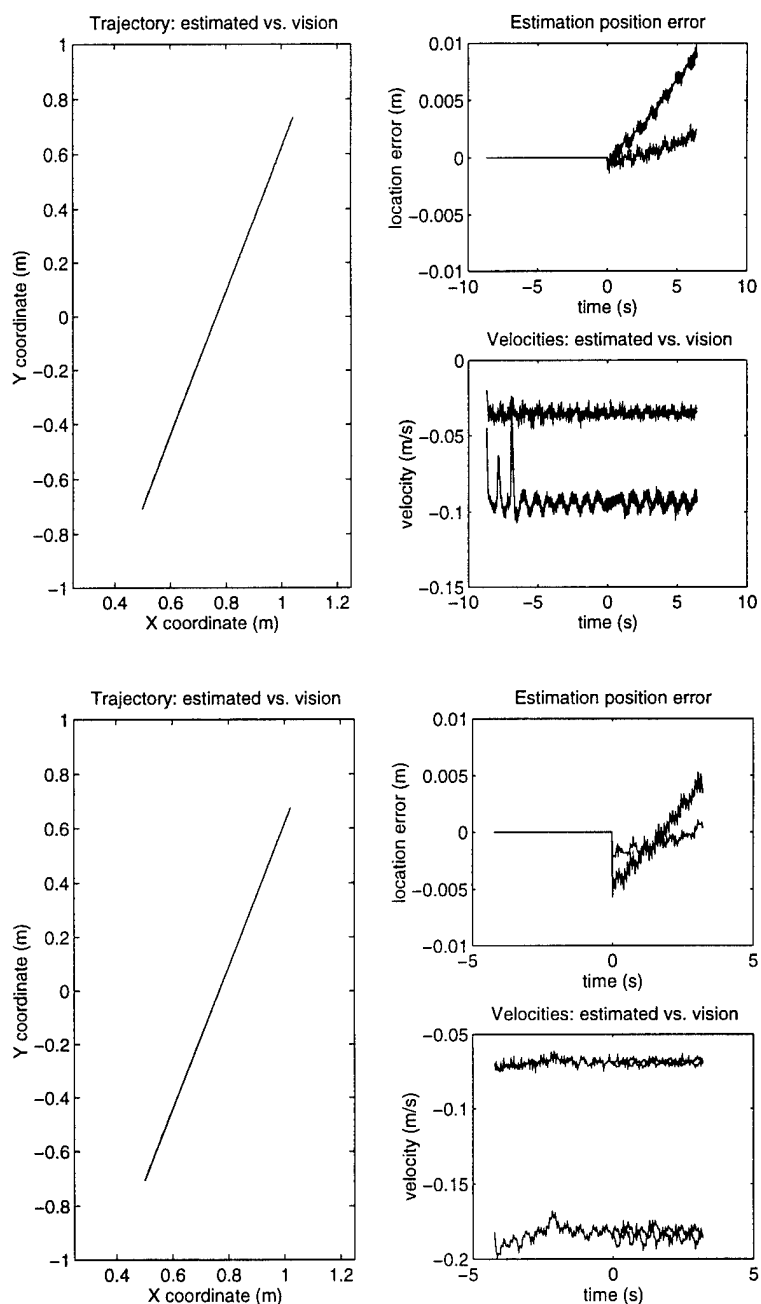 Trajectory: estimated vs. vision
1
0.8
0.6
0.4
0.2
0
−0.2
−0.4
−0.6
−0.8
−1
Y coordinate (m)
0.4 0.6 0.8 1 1.2
X coordinate (m)
Estimation position error
0.01
0.005
0
−0.005
−0.01
location error (m)
−10 −5 0 5 10
time (s)
Velocities: estimated vs. vision
0
−0.05
−0.1
−0.15
velocity (m/s)
−10 −5 0 5 10
time (s)
Trajectory: estimated vs. vision
1
0.8
0.6
0.4
0.2
0
−0.2
−0.4
−0.6
−0.8
−1
Y coordinate (m)
0.4 0.6 0.8 1 1.2
X coordinate (m)
Estimation position error
0.01
0.005
0
−0.005
−0.01
location error (m)
−5 0 5
time (s)
Velocities: estimated vs. vision
−0.05
−0.1
−0.15
−0.2
velocity (m/s)
−5 0 5
time (s)